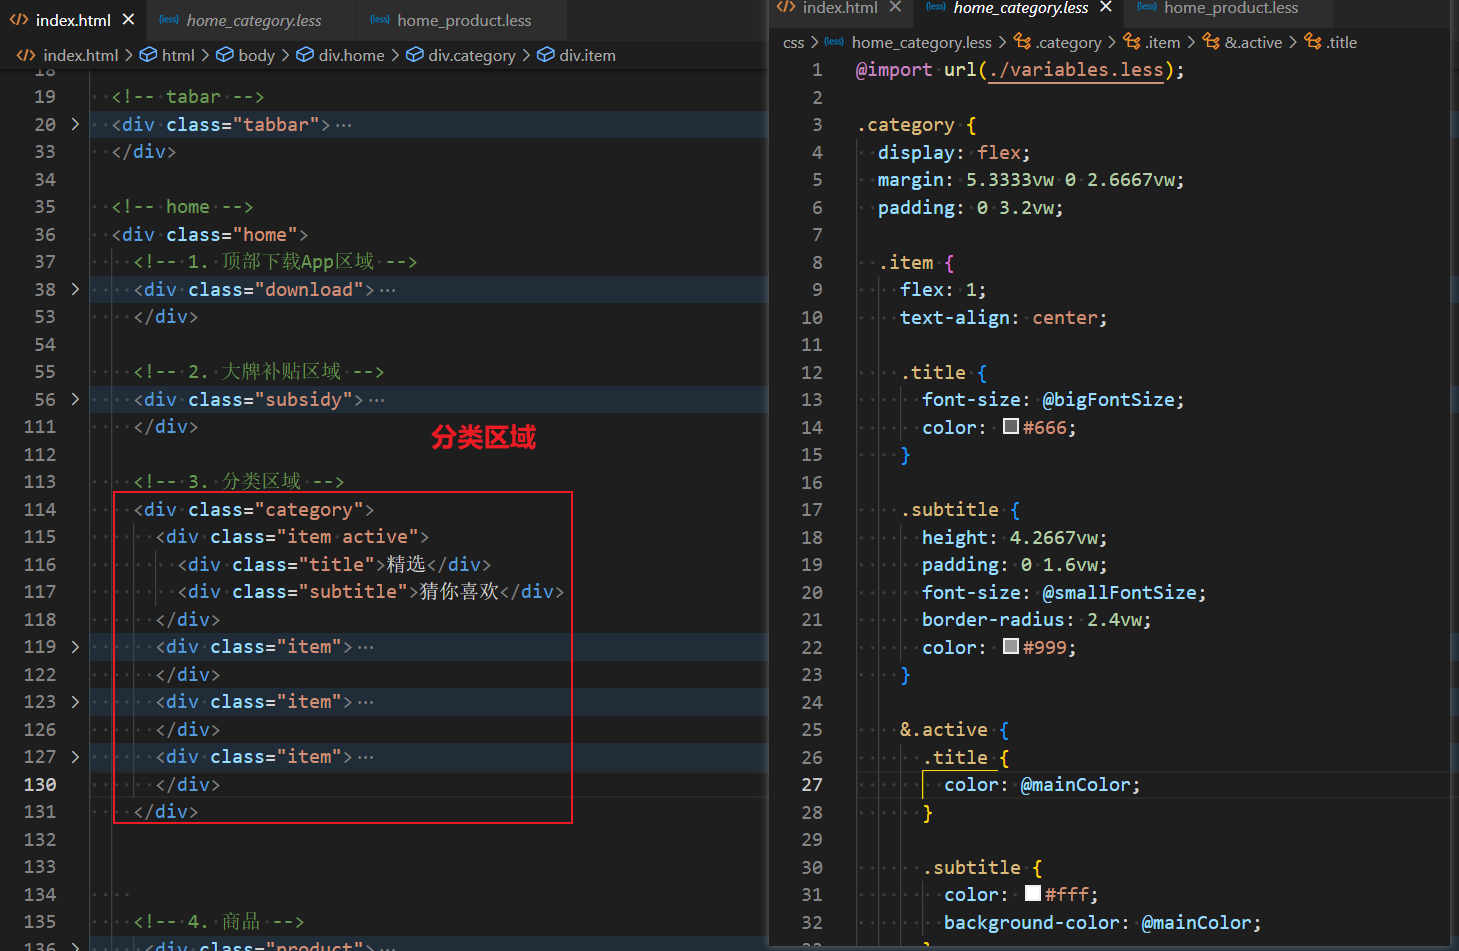 index.html
home_category.less
home_product.less
index.html > html > body > div.home > div.category > div.item
19 <!-- tabar -->
20 <div class="tabbar">…
33 </div>
34
35 <!-- home -->
36 <div class="home">
37 <!-- 1. 顶部下载App区域 -->
38 <div class="download">…
53 </div>
54
55 <!-- 2. 大牌补贴区域 -->
56 <div class="subsidy">…
111 </div>
分类区域
112
113 <!-- 3. 分类区域 -->
114 <div class="category">
115 <div class="item active">
116 <div class="title">精选</div>
117 <div class="subtitle">猜你喜欢</div>
118 </div>
119 <div class="item">…
122 </div>
123 <div class="item">…
126 </div>
127 <div class="item">…
130 </div>
131 </div>
132
133
134
135 <!-- 4. 商品 -->
136 <div class="product">…
index.html
home_category.less
home_product.less
css > home_category.less > .category > .item > &.active > .title
1 @import url(./variables.less);
2
3 .category {
4 display: flex;
5 margin: 5.3333vw 0 2.6667vw;
6 padding: 0 3.2vw;
7
8 .item {
9 flex: 1;
10 text-align: center;
11
12 .title {
13 font-size: @bigFontSize;
14 color: #666;
15 }
16
17 .subtitle {
18 height: 4.2667vw;
19 padding: 0 1.6vw;
20 font-size: @smallFontSize;
21 border-radius: 2.4vw;
22 color: #999;
23 }
24
25 &.active {
26 .title {
27 color: @mainColor;
28 }
29
30 .subtitle {
31 color: #fff;
32 background-color: @mainColor;